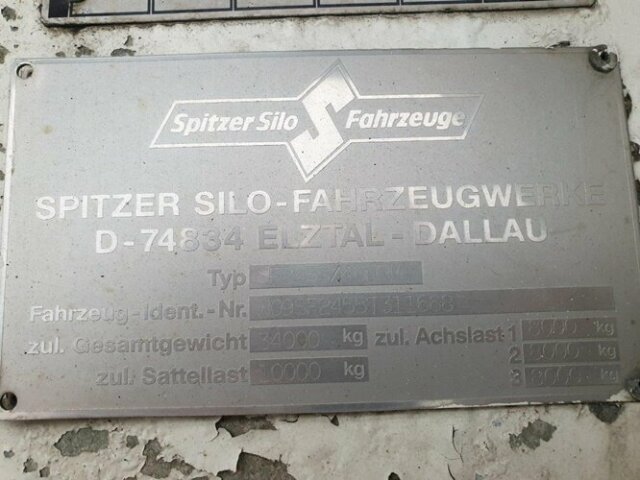 Spitzer Silo S Fahrzeuge
SPITZER SILO-FAHRZEUGWERKE
D-74834 ELZTAL-DALLAU
Typ
Fahrzeug-Ident.-Nr.
zul. Gesamtgewicht 34000 kg zul. Achslast 1 kg
zul. Sattellast 10000 kg 2 kg
3 kg